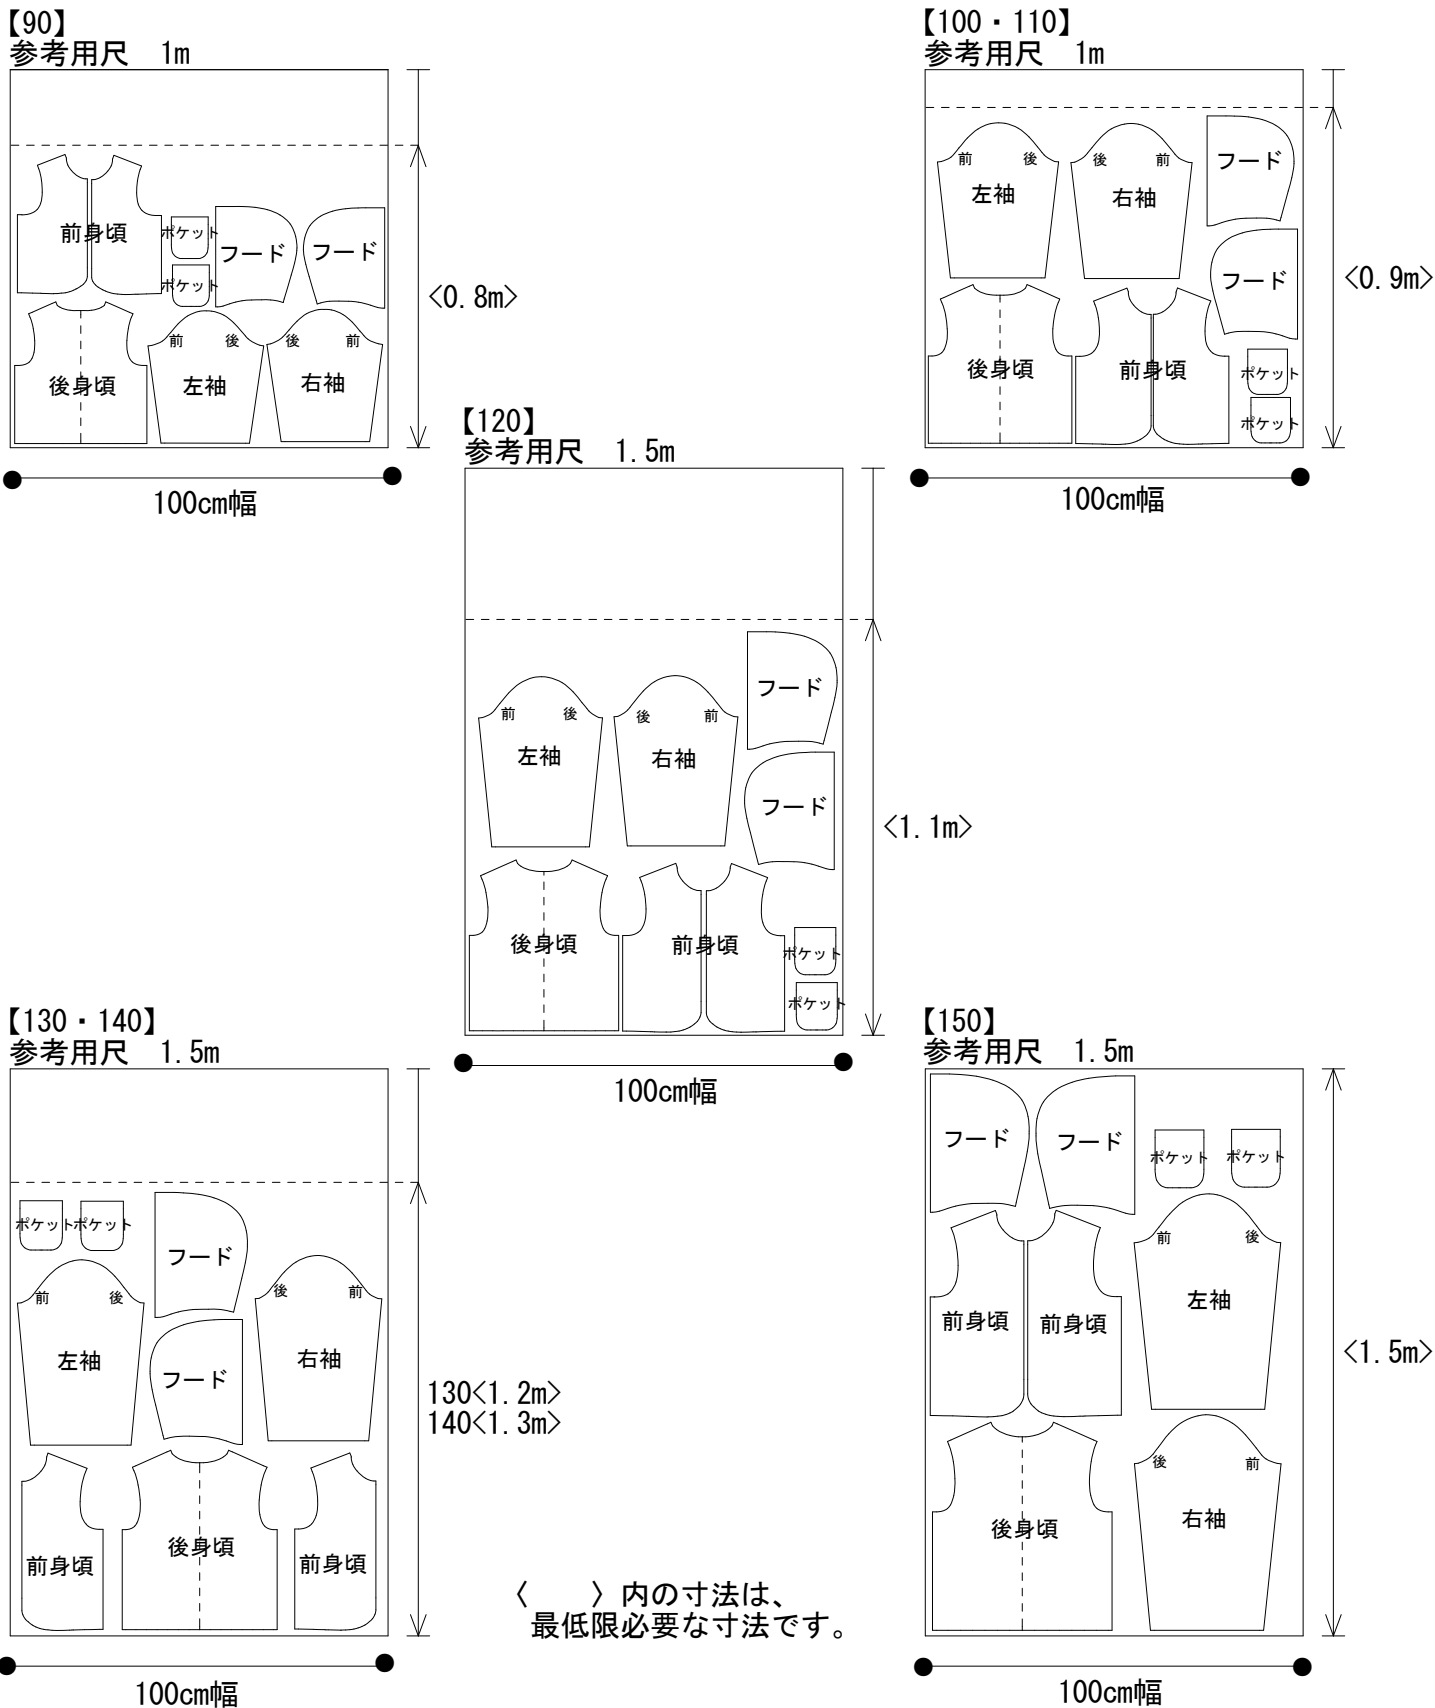 【90】
参考用尺　1m
前身頃
ポケット
ポケット
フード
フード
後身頃
前
後
左袖
後
前
右袖
<0.8m>
100cm幅
【100・110】
参考用尺　1m
前
後
左袖
後
前
右袖
フード
フード
後身頃
前身頃
ポケット
ポケット
<0.9m>
100cm幅
【120】
参考用尺　1.5m
フード
前
後
左袖
後
前
右袖
フード
後身頃
前身頃
ポケット
ポケット
<1.1m>
100cm幅
【130・140】
参考用尺　1.5m
ポケット
ポケット
フード
前
後
左袖
フード
後
前
右袖
前身頃
後身頃
前身頃
130<1.2m>
140<1.3m>
100cm幅
【150】
参考用尺　1.5m
フード
フード
ポケット
ポケット
前身頃
前身頃
前
後
左袖
後身頃
後
前
右袖
<1.5m>
100cm幅
〈　　〉内の寸法は、
最低限必要な寸法です。